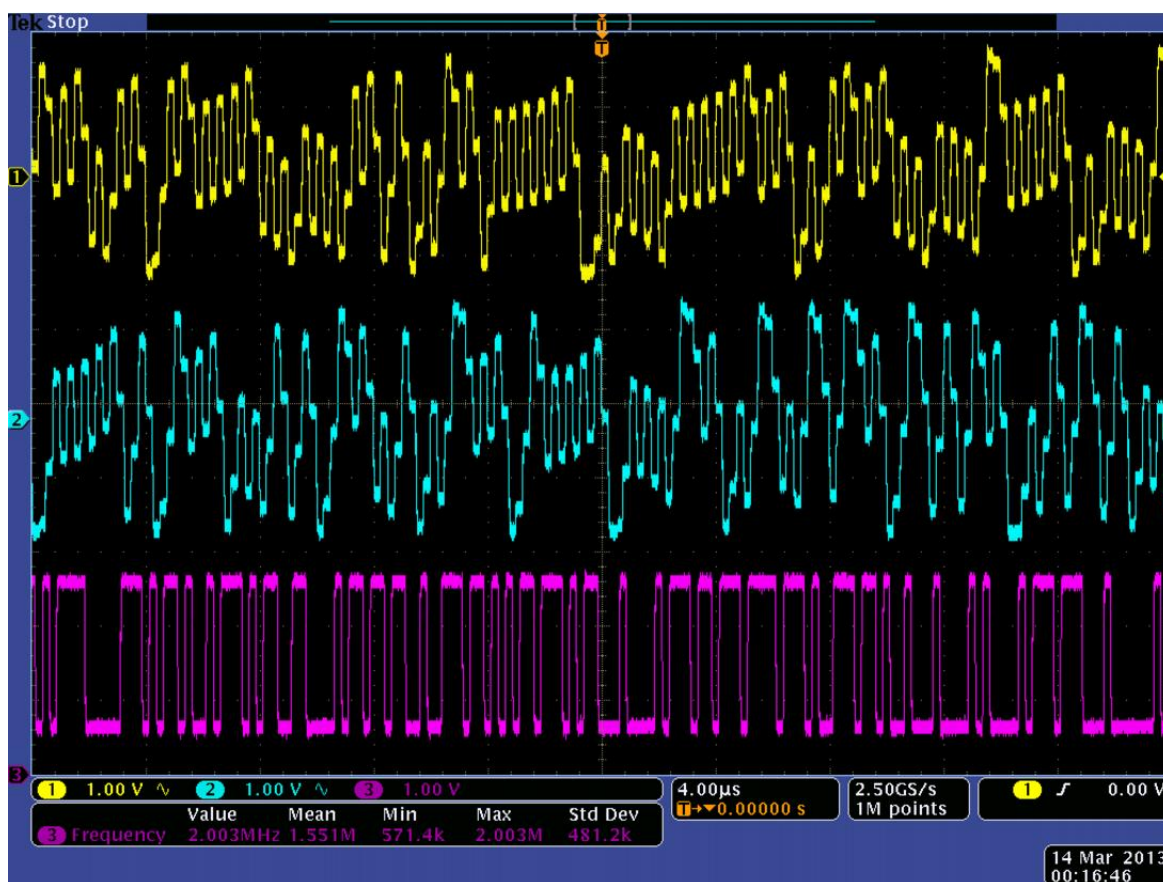 Tek Stop
T
T
1
2
3
1 1.00 V ∿ 2 1.00 V ∿ 3 1.00 V
4.00µs
T→▼0.00000 s
2.50GS/s
1M points
1 ʃ 0.00 V
Value Mean Min Max Std Dev
3 Frequency 2.003MHz 1.551M 571.4k 2.003M 481.2k
14 Mar 2013
00:16:46